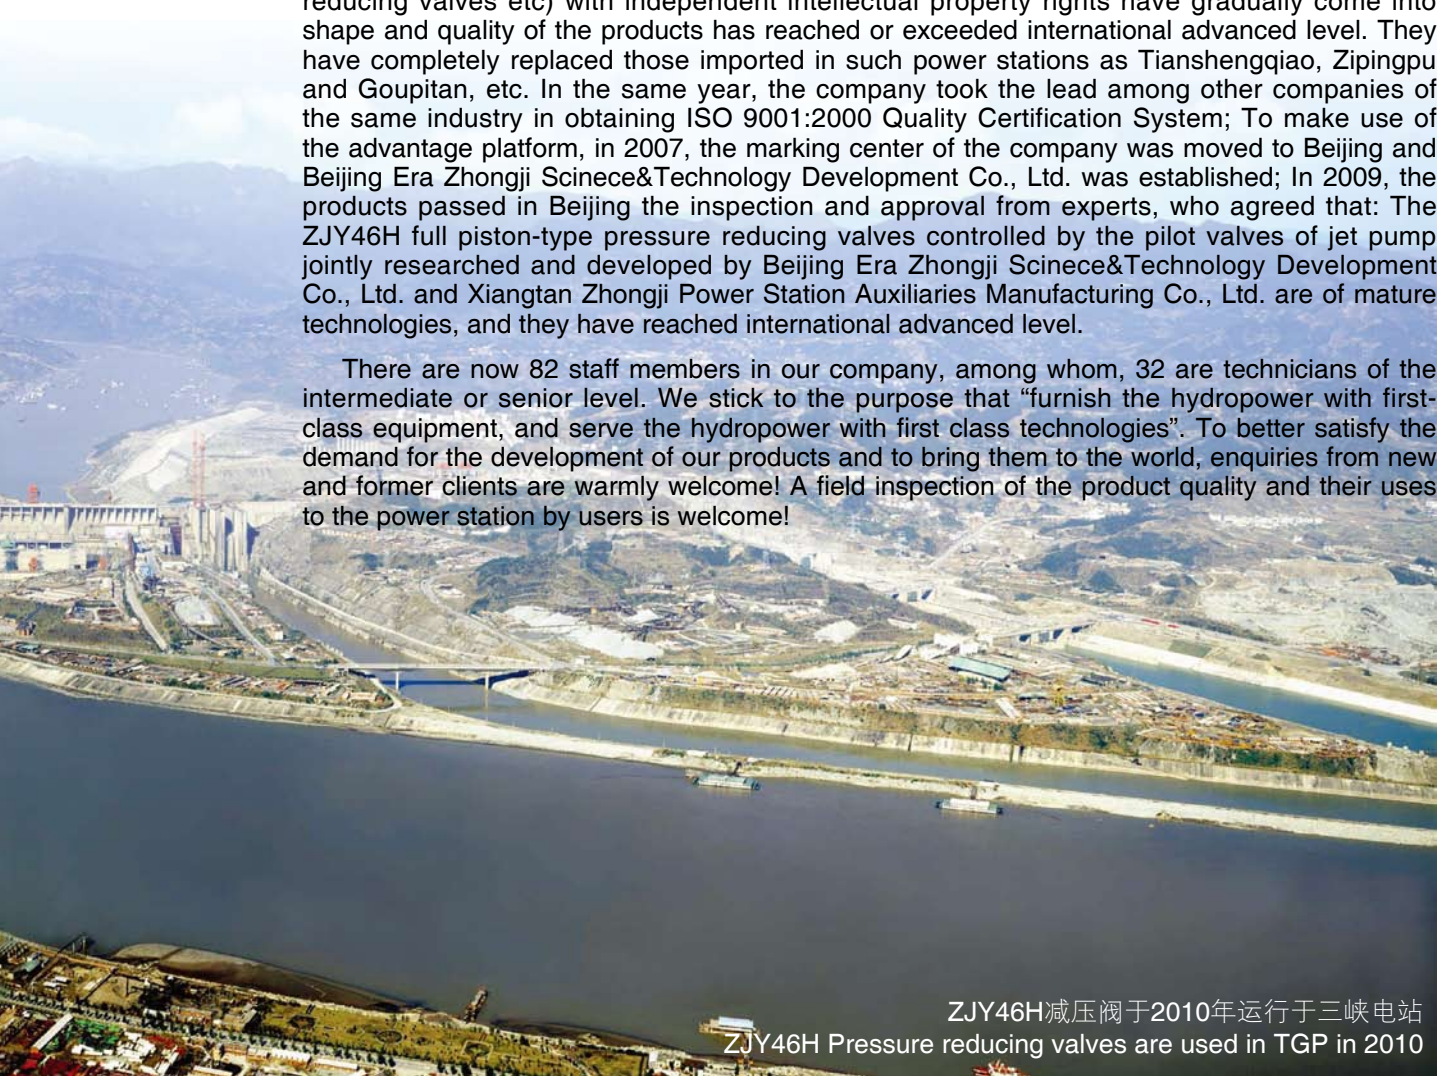 reducing valves etc) with independent intellectual property rights have gradually come into
shape and quality of the products has reached or exceeded international advanced level. They
have completely replaced those imported in such power stations as Tianshengqiao, Zipingpu
and Goupitan, etc. In the same year, the company took the lead among other companies of
the same industry in obtaining ISO 9001:2000 Quality Certification System; To make use of
the advantage platform, in 2007, the marking center of the company was moved to Beijing and
Beijing Era Zhongji Scinece&Technology Development Co., Ltd. was established; In 2009, the
products passed in Beijing the inspection and approval from experts, who agreed that: The
ZJY46H full piston-type pressure reducing valves controlled by the pilot valves of jet pump
jointly researched and developed by Beijing Era Zhongji Scinece&Technology Development
Co., Ltd. and Xiangtan Zhongji Power Station Auxiliaries Manufacturing Co., Ltd. are of mature
technologies, and they have reached international advanced level.
There are now 82 staff members in our company, among whom, 32 are technicians of the
intermediate or senior level. We stick to the purpose that “furnish the hydropower with first-
class equipment, and serve the hydropower with first class technologies”. To better satisfy the
demand for the development of our products and to bring them to the world, enquiries from new
and former clients are warmly welcome! A field inspection of the product quality and their uses
to the power station by users is welcome!
ZJY46H减压阀于2010年运行于三峡电站
ZJY46H Pressure reducing valves are used in TGP in 2010